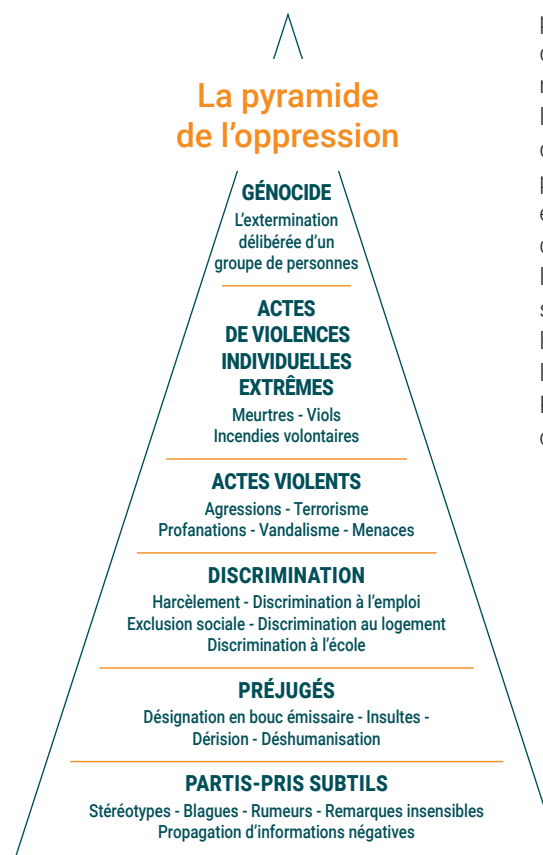 La pyramide
de l'oppression
GÉNOCIDE
L'extermination
délibérée d'un
groupe de personnes
ACTES
DE VIOLENCES
INDIVIDUELLES
EXTRÊMES
Meurtres - Viols
Incendies volontaires
ACTES VIOLENTS
Agressions - Terrorisme
Profanations - Vandalisme - Menaces
DISCRIMINATION
Harcèlement - Discrimination à l'emploi
Exclusion sociale - Discrimination au logement
Discrimination à l'école
PRÉJUGÉS
Désignation en bouc émissaire - Insultes -
Dérision - Déshumanisation
PARTIS-PRIS SUBTILS
Stéréotypes - Blagues - Rumeurs - Remarques insensibles
Propagation d'informations négatives